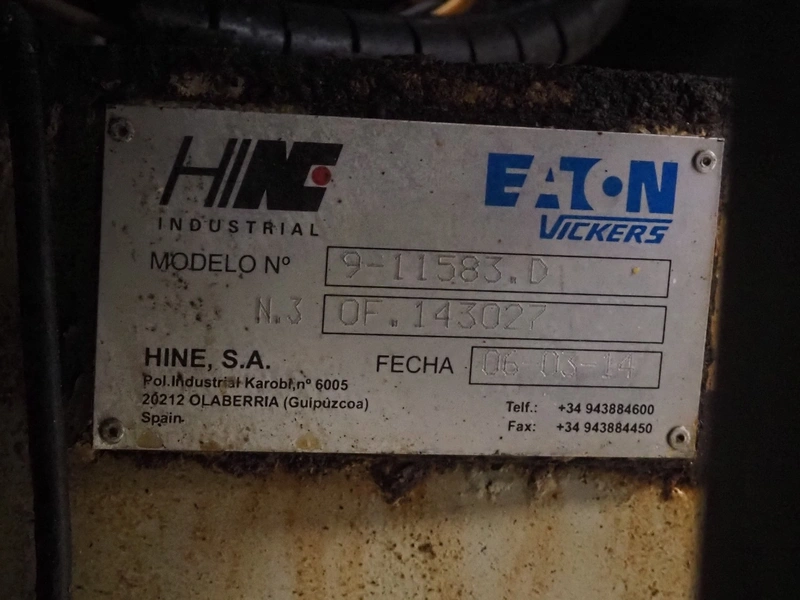 HINE
INDUSTRIAL
EATON
VICKERS
MODELO Nº 9-11583.D
N.3 OF.143027
HINE, S.A.
FECHA 06-03-14
Pol.Industrial Karobi,nº 6005
20212 OLABERRIA (Guipúzcoa)
Spain
Telf.: +34 943884600
Fax: +34 943884450